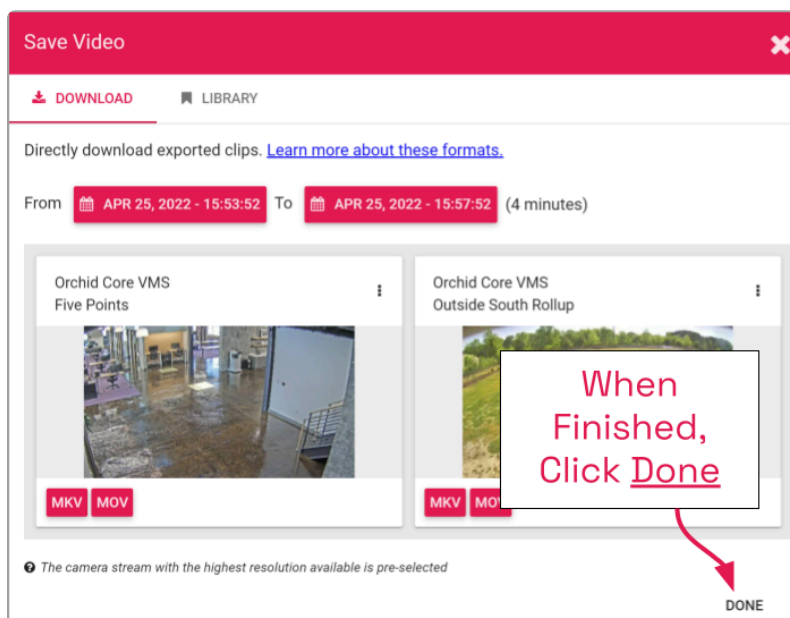 Save Video
DOWNLOAD
LIBRARY
Directly download exported clips. Learn more about these formats.
From APR 25, 2022 - 15:53:52 To APR 25, 2022 - 15:57:52 (4 minutes)
Orchid Core VMS
Five Points
MKV MOV
Orchid Core VMS
Outside South Rollup
MKV
When
Finished,
Click Done
The camera stream with the highest resolution available is pre-selected
DONE